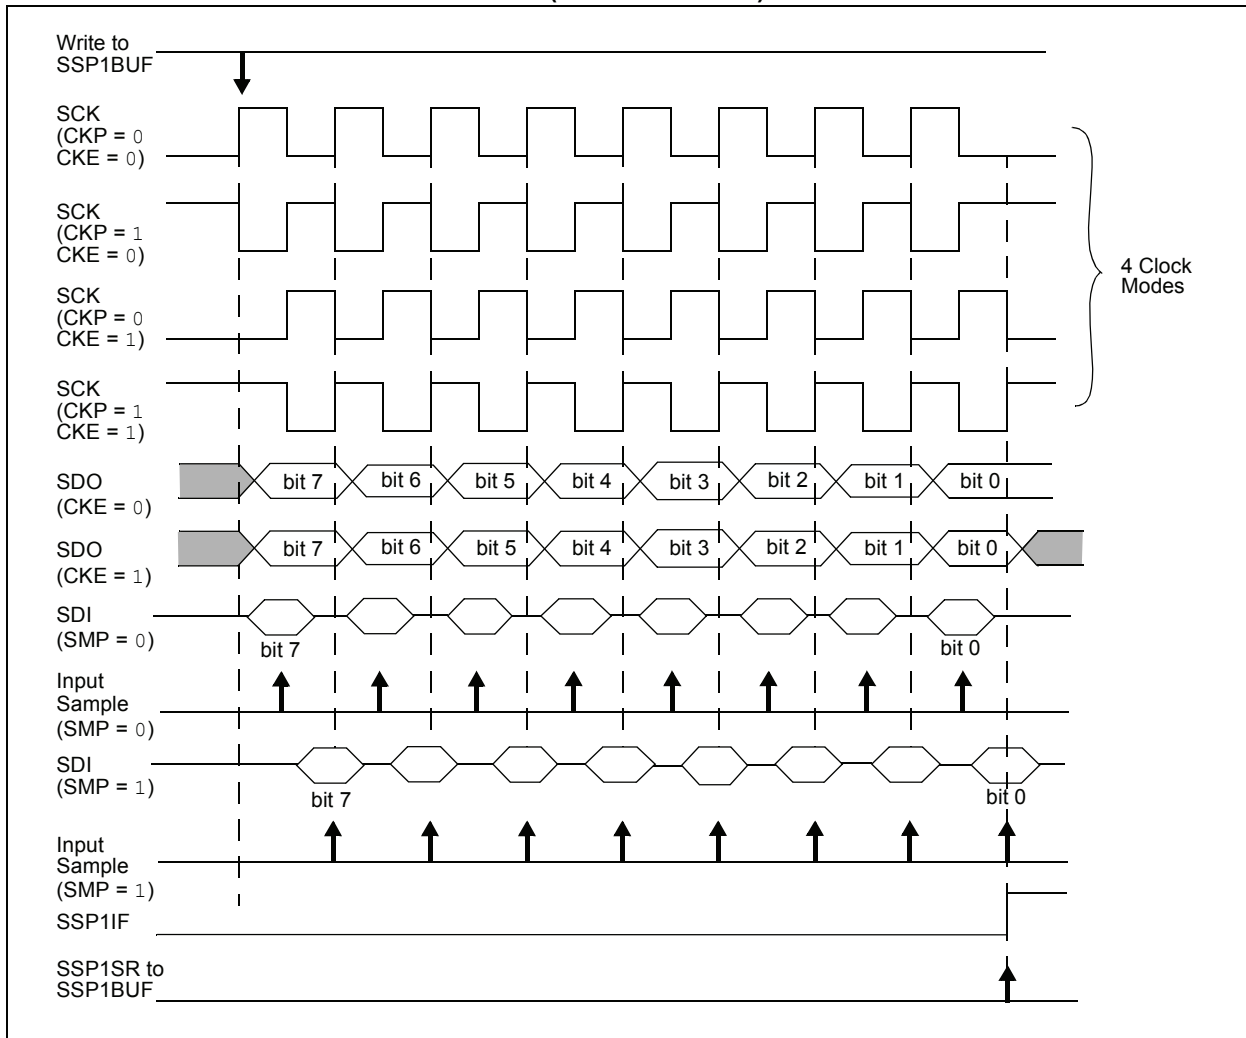 Write to
SSP1BUF
SCK
(CKP = 0
CKE = 0)
SCK
(CKP = 1
CKE = 0)
SCK
(CKP = 0
CKE = 1)
SCK
(CKP = 1
CKE = 1)
4 Clock
Modes
SDO
(CKE = 0)
bit 7 bit 6 bit 5 bit 4 bit 3 bit 2 bit 1 bit 0
SDO
(CKE = 1)
bit 7 bit 6 bit 5 bit 4 bit 3 bit 2 bit 1 bit 0
SDI
(SMP = 0)
bit 7 bit 0
Input
Sample
(SMP = 0)
SDI
(SMP = 1)
bit 7 bit 0
Input
Sample
(SMP = 1)
SSP1IF
SSP1SR to
SSP1BUF